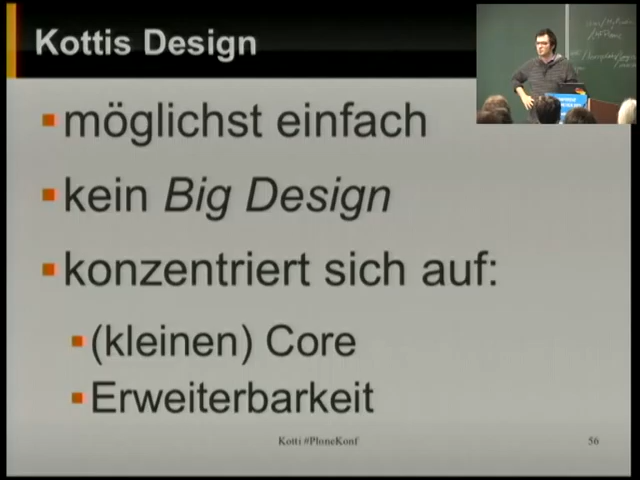 Kottis Design
möglichst einfach
kein Big Design
konzentriert sich auf:
(kleinen) Core
Erweiterbarkeit
Kotti #PloneKonf
56